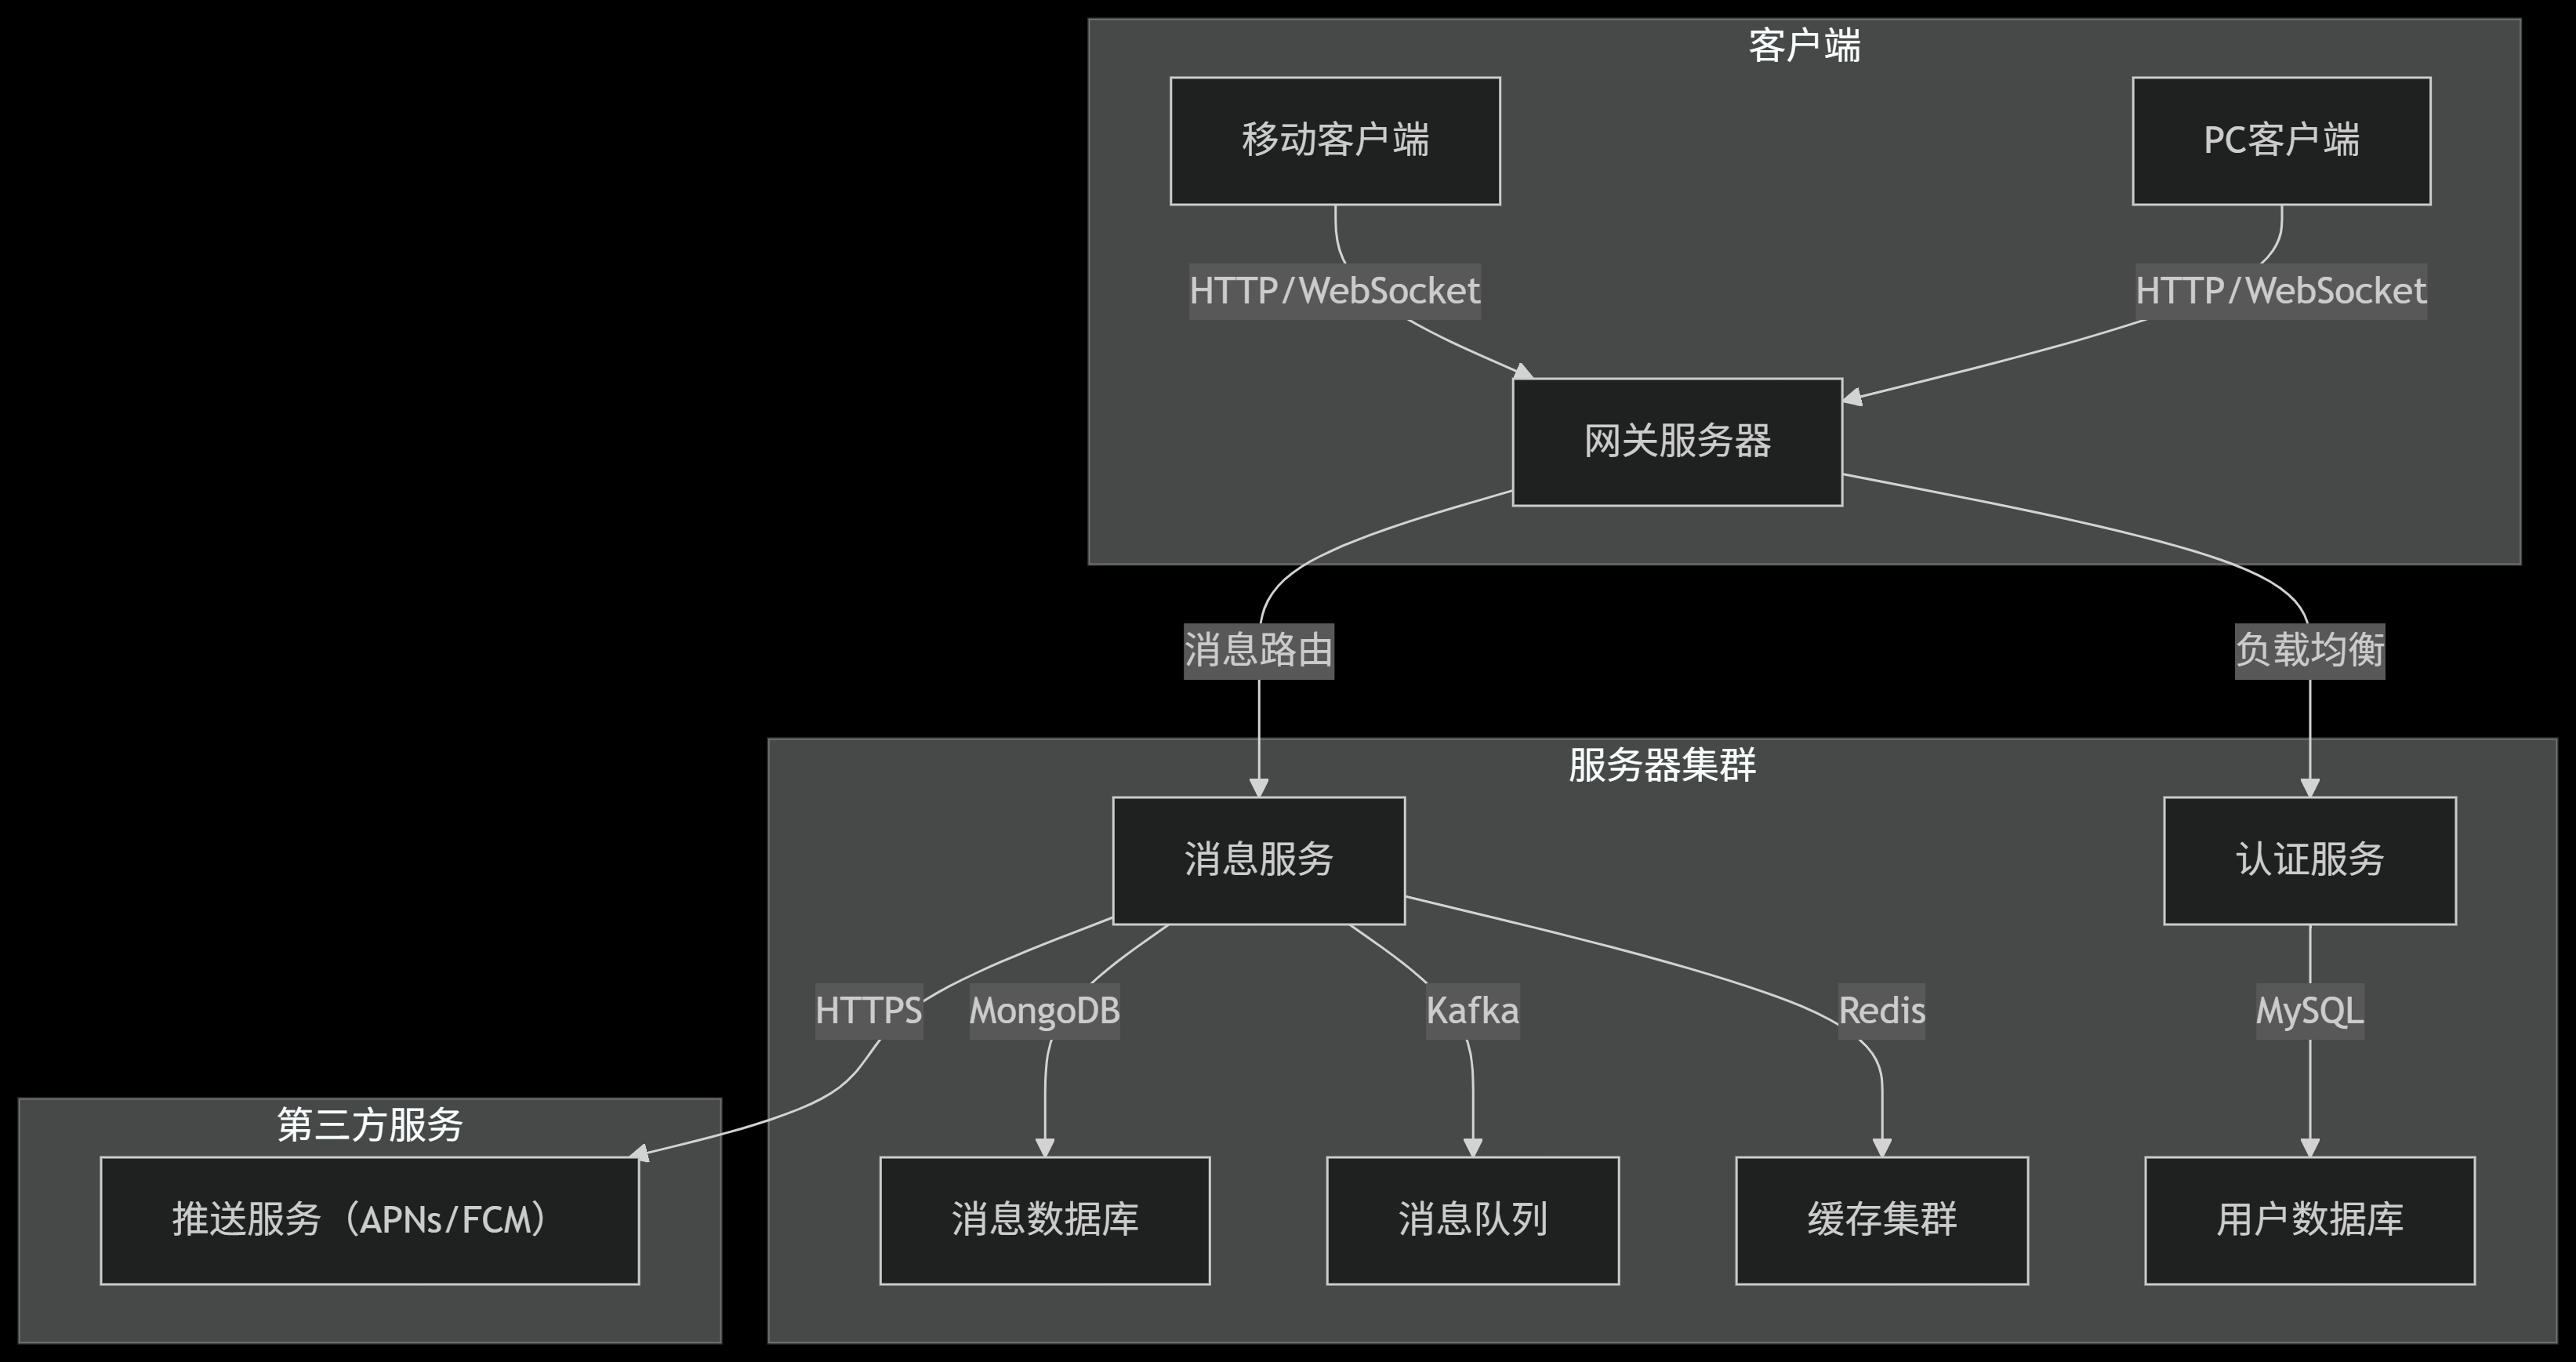 客户端
移动客户端
PC客户端
HTTP/WebSocket
HTTP/WebSocket
网关服务器
消息路由
负载均衡
服务器集群
消息服务
认证服务
HTTPS
MongoDB
Kafka
Redis
MySQL
第三方服务
推送服务（APNs/FCM）
消息数据库
消息队列
缓存集群
用户数据库